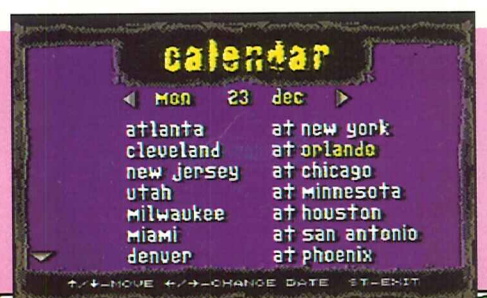 calendar
Mon 23 dec
atlanta at new york
cleveland at orlando
new jersey at chicago
utah at Minnesota
Milwaukee at houston
MiaMi at san antonio
denver at phoenix
↑/↓-MOVE ←/→-CHANGE DATE ST-EXIT